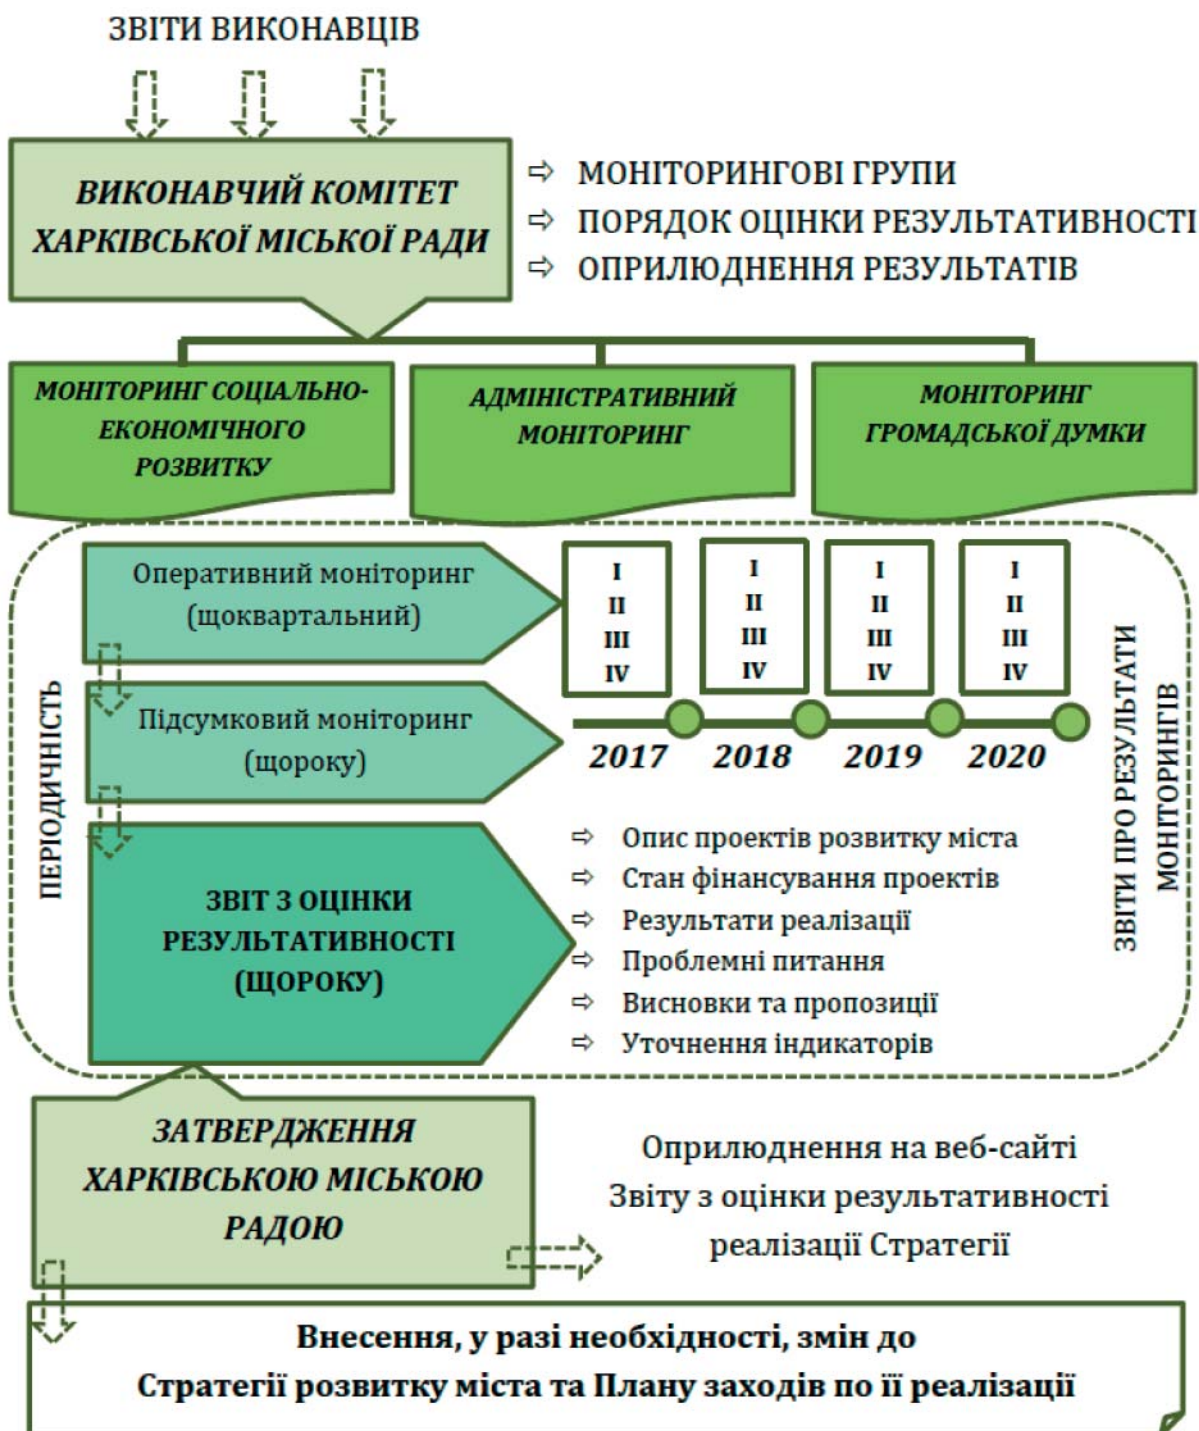 ЗВІТИ ВИКОНАВЦІВ
ВИКОНАВЧИЙ КОМІТЕТ
ХАРКІВСЬКОЇ МІСЬКОЇ РАДИ
МОНІТОРИНГОВІ ГРУПИ
ПОРЯДОК ОЦІНКИ РЕЗУЛЬТАТИВНОСТІ
ОПРИЛЮДНЕННЯ РЕЗУЛЬТАТІВ
МОНІТОРИНГ СОЦІАЛЬНО-
ЕКОНОМІЧНОГО
РОЗВИТКУ
АДМІНІСТРАТИВНИЙ
МОНІТОРИНГ
МОНІТОРИНГ
ГРОМАДСЬКОЇ ДУМКИ
ПЕРІОДИЧНІСТЬ
Оперативний моніторинг
(щоквартальний)
I
II
III
IV
I
II
III
IV
I
II
III
IV
I
II
III
IV
Підсумковий моніторинг
(щороку)
2017 2018 2019 2020
ЗВІТ З ОЦІНКИ
РЕЗУЛЬТАТИВНОСТІ
(ЩОРОКУ)
Опис проектів розвитку міста
Стан фінансування проектів
Результати реалізації
Проблемні питання
Висновки та пропозиції
Уточнення індикаторів
ЗВІТИ ПРО РЕЗУЛЬТАТИ
МОНІТОРИНГІВ
ЗАТВЕРДЖЕННЯ
ХАРКІВСЬКОЮ МІСЬКОЮ
РАДОЮ
Оприлюднення на веб-сайті
Звіту з оцінки результативності
реалізації Стратегії
Внесення, у разі необхідності, змін до
Стратегії розвитку міста та Плану заходів по її реалізації